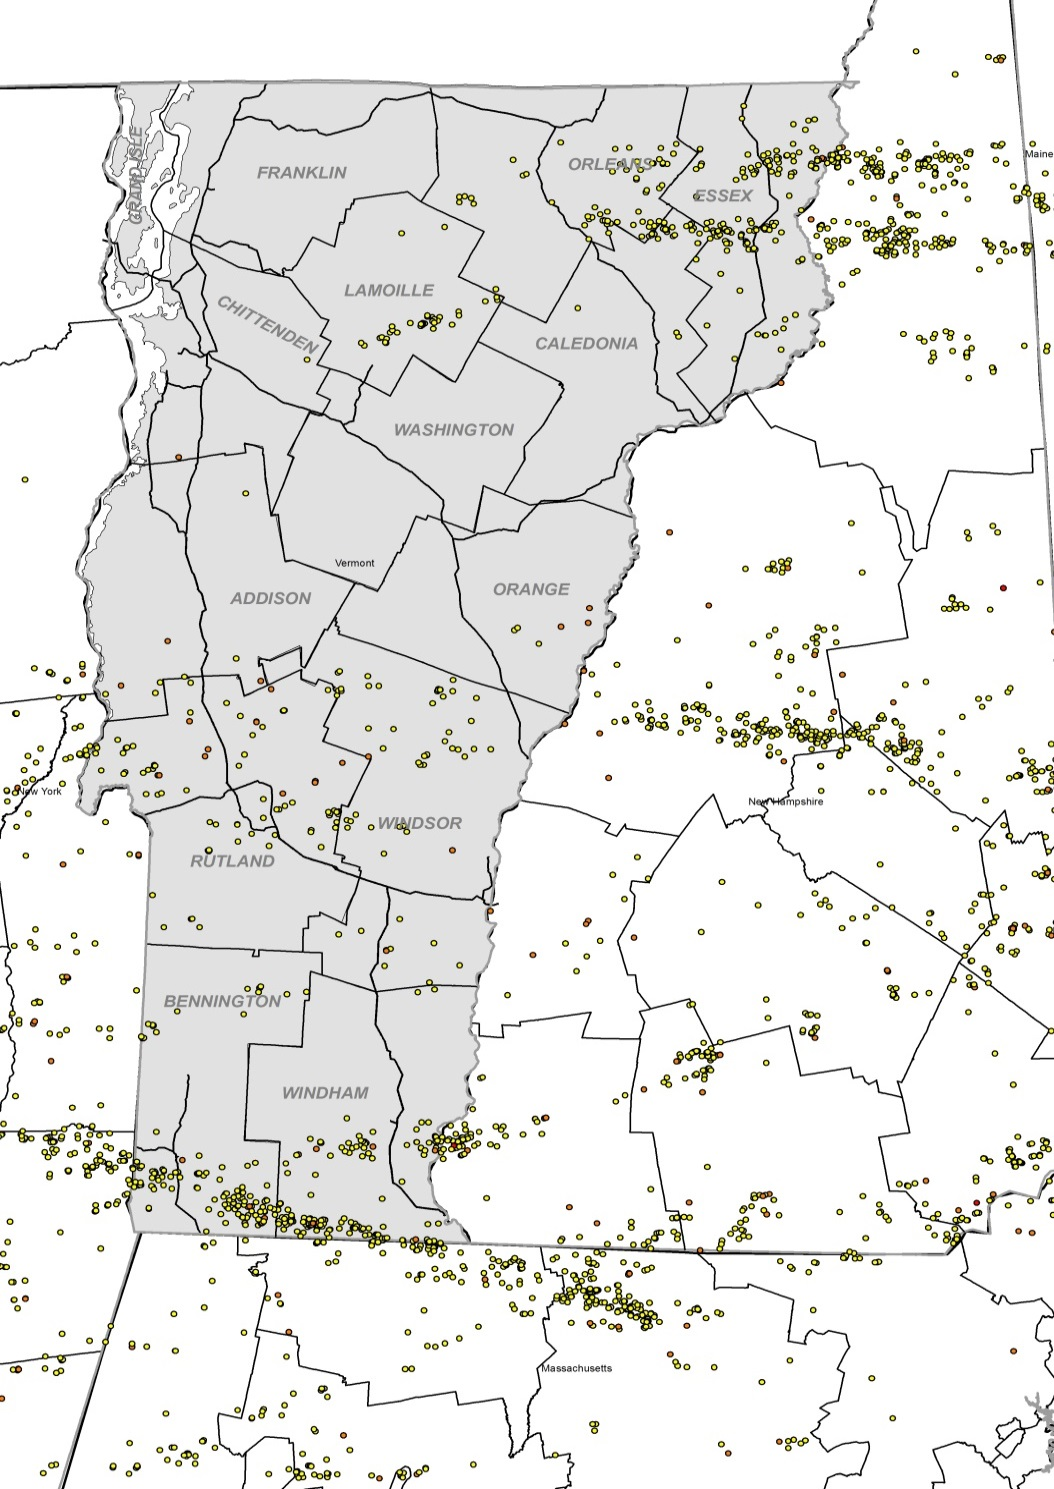 GRAND ISLE
FRANKLIN
ORLEANS
ESSEX
Maine
LAMOILLE
CHITTENDEN
CALEDONIA
WASHINGTON
Vermont
ADDISON
ORANGE
New York
New Hampshire
WINDSOR
RUTLAND
BENNINGTON
WINDHAM
Massachusetts